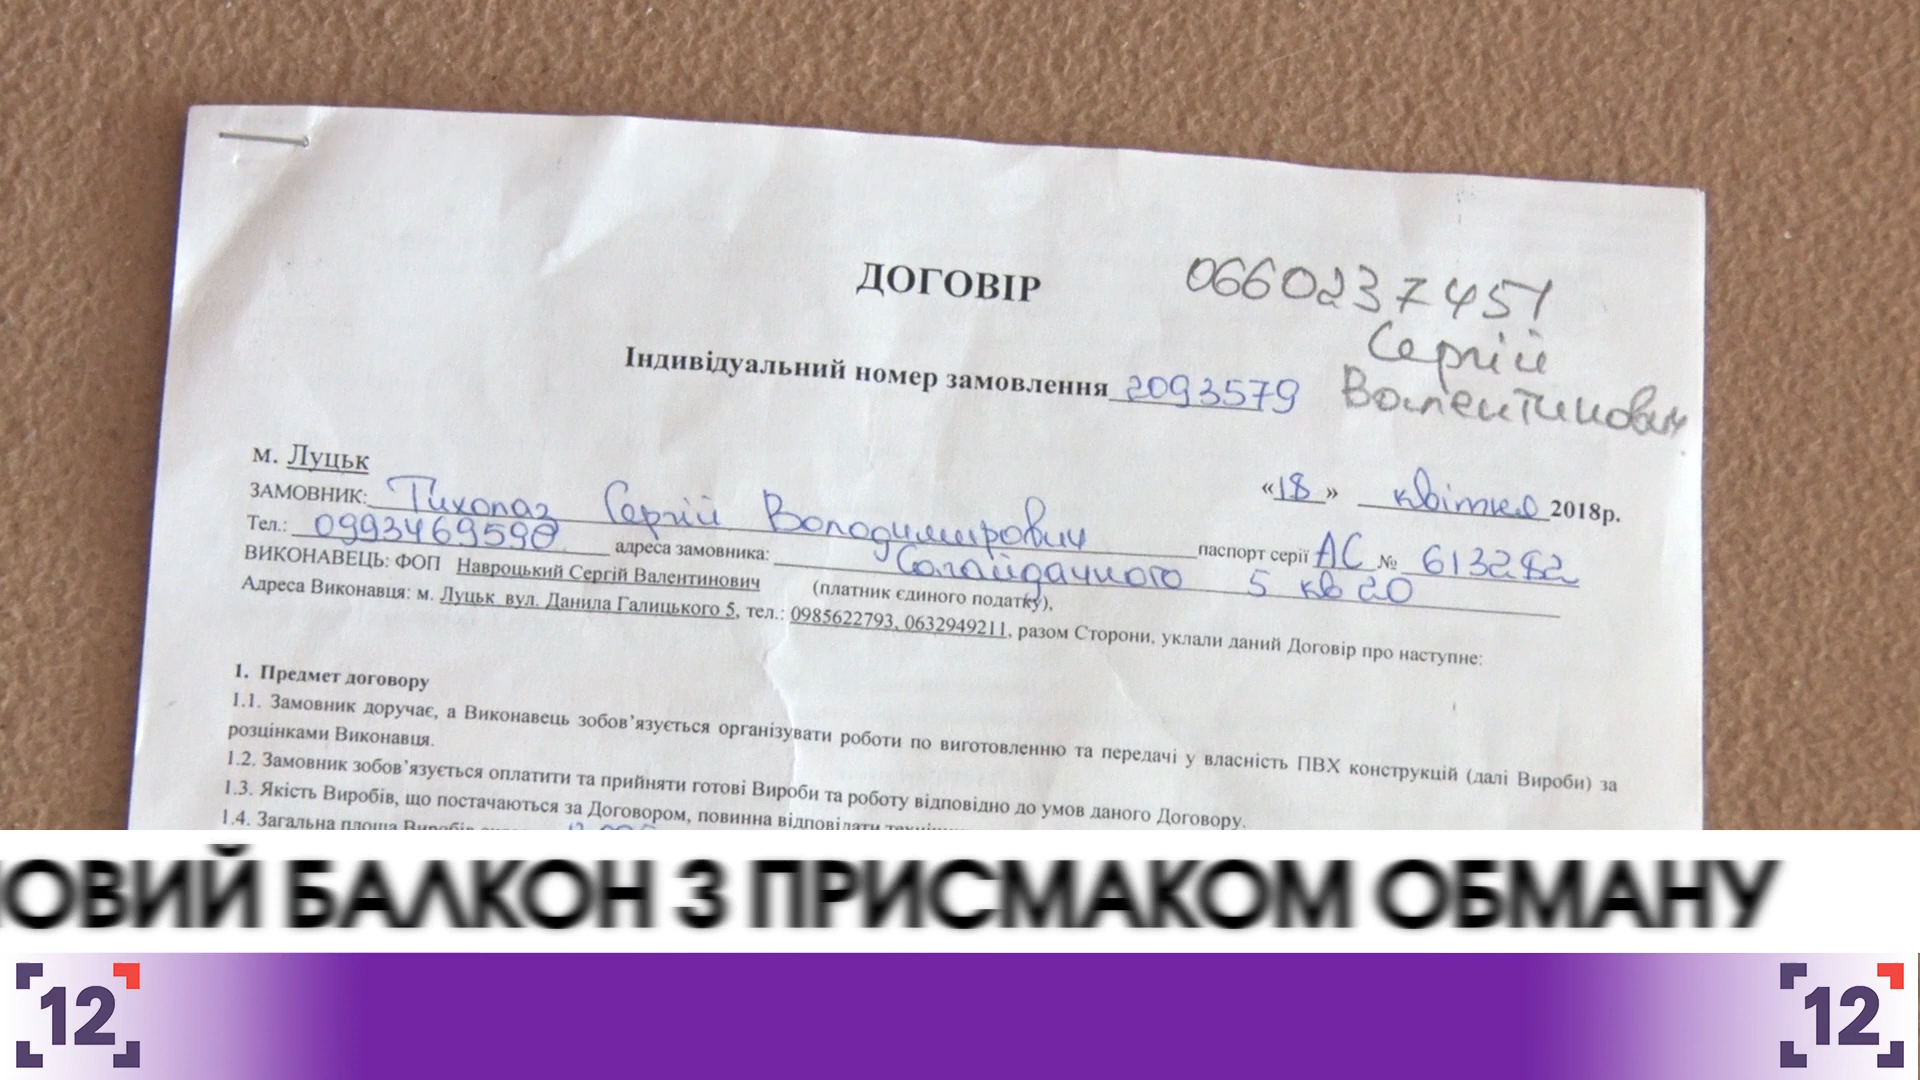 ДОГОВІР
0660237451
Сергій
Валентинович
Індивідуальний номер замовлення 2093579
м. Луцьк
«18» квітня 2018р.
ЗАМОВНИК: Тихопаз Сергій Володимирович паспорт серії АС № 613282
Тел.: 0993469590 адреса замовника: Сагайдачного 5 кв 20
ВИКОНАВЕЦЬ: ФОП Навроцький Сергій Валентинович (платник єдиного податку),
Адреса Виконавця: м. Луцьк вул. Данила Галицького 5, тел.: 0985622793, 0632949211, разом Сторони, уклали даний Договір про наступне:
1. Предмет договору
1.1. Замовник доручає, а Виконавець зобов’язується організувати роботи по виготовленню та передачі у власність ПВХ конструкцій (далі Вироби) за
розцінками Виконавця.
1.2. Замовник зобов’язується оплатити та прийняти готові Вироби та роботу відповідно до умов даного Договору.
1.3. Якість Виробів, що постачаються за Договором, повинна відповідати
1.4. Загальна площа Виробів
ОВИЙ БАЛКОН З ПРИСМАКОМ ОБМАНУ
12 12